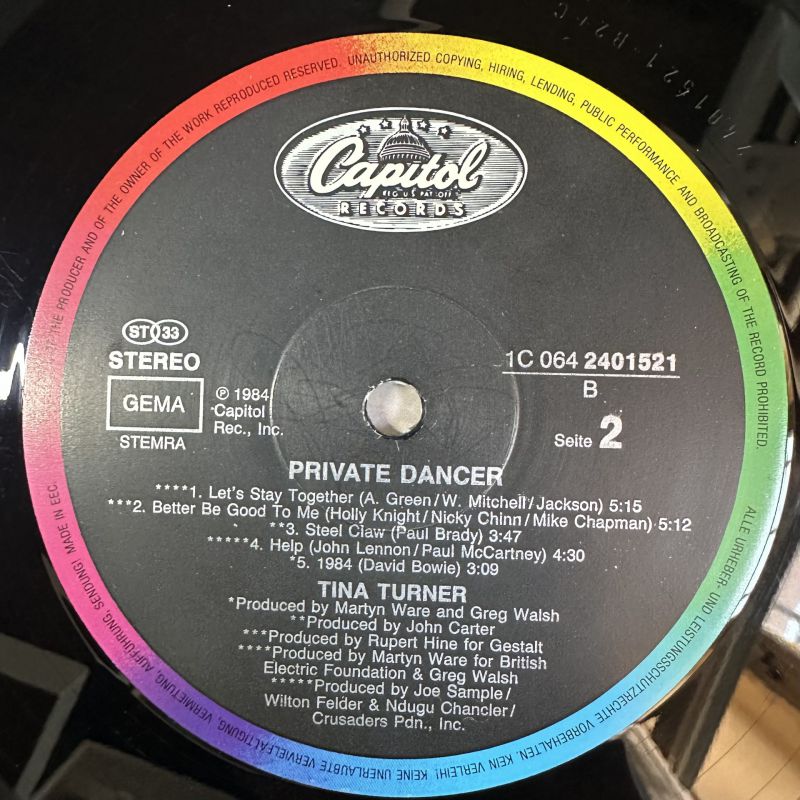 UNAUTHORIZED COPYING, HIRING, LENDING, PUBLIC PERFORMANCE AND BROADCASTING OF THE RECORD PROHIBITED.
Capitol
REG. U.S. PAT. OFF.
RECORDS
ST 33
STEREO
GEMA
STEMRA
℗ 1984
Capitol
Rec., Inc.
1C 064 2401521
B
Seite 2
PRIVATE DANCER
****1. Let's Stay Together (A. Green/W. Mitchell/Jackson) 5:15
***2. Better Be Good To Me (Holly Knight/Nicky Chinn/Mike Chapman) 5:12
**3. Steel Claw (Paul Brady) 3:47
*****4. Help (John Lennon/Paul McCartney) 4:30
*5. 1984 (David Bowie) 3:09
TINA TURNER
*Produced by Martyn Ware and Greg Walsh
**Produced by John Carter
***Produced by Rupert Hine for Gestalt
****Produced by Martyn Ware for British
Electric Foundation & Greg Walsh
*****Produced by Joe Sample/
Wilton Felder & Ndugu Chancler/
Crusaders Pdn., Inc.
ALLE URHEBER- UND LEISTUNGSSCHUTZRECHTE VORBEHALTEN. KEIN VERLEIH! KEINE UNERLAUBTE VERVIELFÄLTIGUNG, VERMIETUNG, AUFFÜHRUNG, SENDUNG! MADE IN EEC.
OF THE PRODUCER AND OF THE OWNER OF THE WORK REPRODUCED RESERVED.